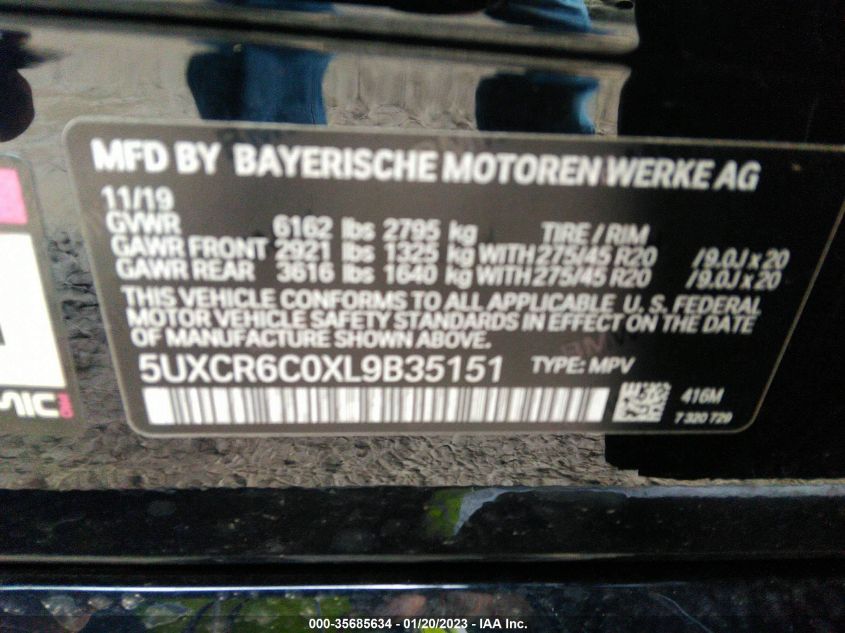 MFD BY BAYERISCHE MOTOREN WERKE AG
11/19
GVWR 6162 lbs 2795 kg TIRE / RIM
GAWR FRONT 2921 lbs 1325 kg WITH 275/45 R20 /9.0J x 20
GAWR REAR 3616 lbs 1640 kg WITH 275/45 R20 /9.0J x 20
THIS VEHICLE CONFORMS TO ALL APPLICABLE U. S. FEDERAL
MOTOR VEHICLE SAFETY STANDARDS IN EFFECT ON THE DATE
OF MANUFACTURE SHOWN ABOVE.
5UXCR6C0XL9B35151 TYPE: MPV
416M
7 320 729
000-35685634 - 01/20/2023 - IAA Inc.